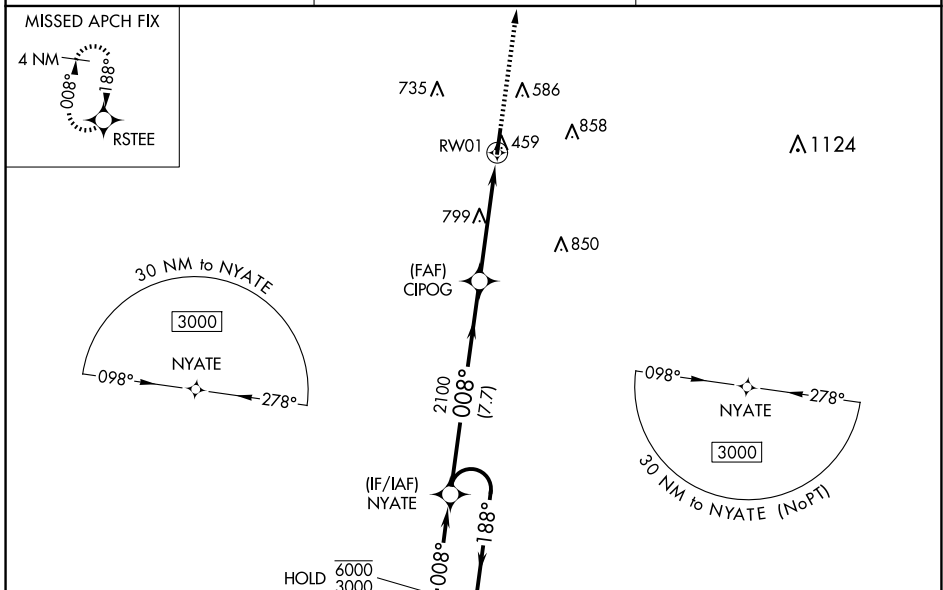 MISSED APCH FIX
4 NM
008°
188°
RSTEE
735
586
858
RW01
459
1124
799
850
(FAF)
CIPOG
30 NM to NYATE
3000
NYATE
098°
278°
2100
008°
(7.7)
098°
278°
NYATE
3000
30 NM to NYATE (NoPT)
(IF/IAF)
NYATE
008°
188°
HOLD
6000
3000